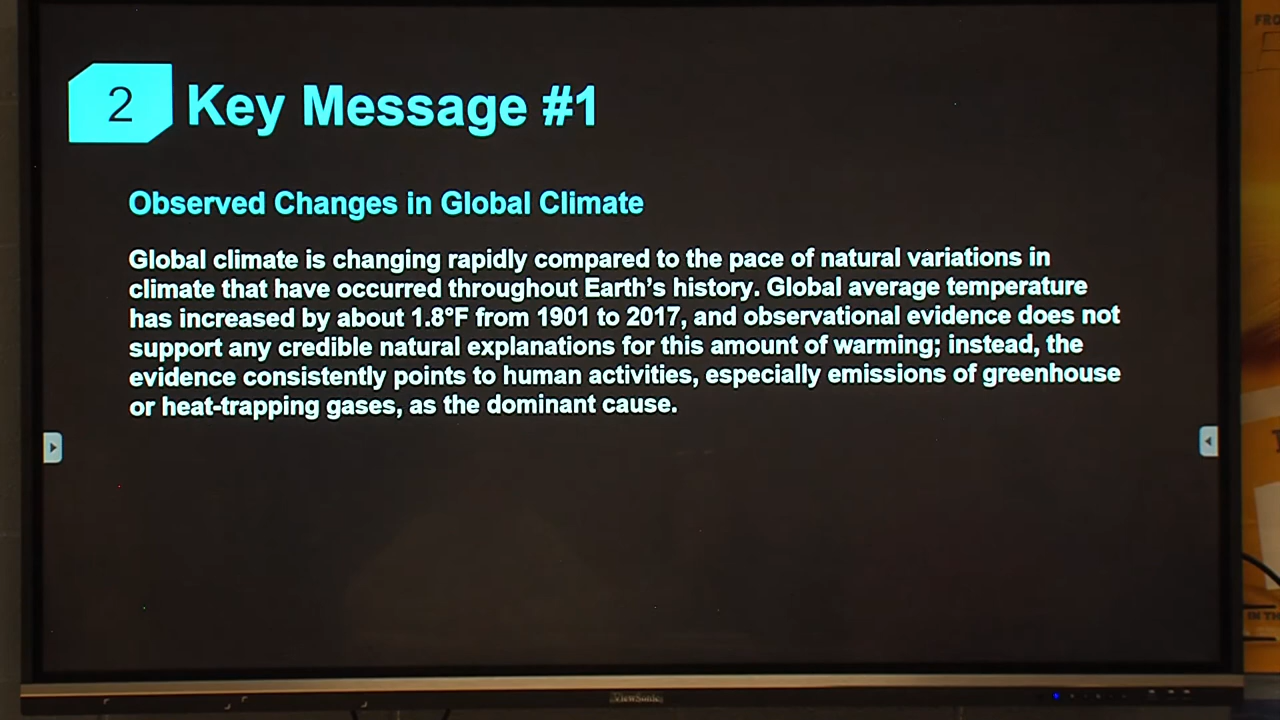 FRO
2 Key Message #1
Observed Changes in Global Climate
Global climate is changing rapidly compared to the pace of natural variations in
climate that have occurred throughout Earth's history. Global average temperature
has increased by about 1.8°F from 1901 to 2017, and observational evidence does not
support any credible natural explanations for this amount of warming; instead, the
evidence consistently points to human activities, especially emissions of greenhouse
or heat-trapping gases, as the dominant cause.
IN TH
ViewSonic